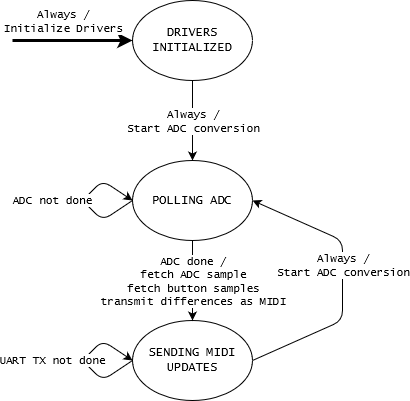 Always /
Initialize Drivers
DRIVERS
INITIALIZED
Always /
Start ADC conversion
ADC not done
POLLING ADC
ADC done /
fetch ADC sample
fetch button samples
transmit differences as MIDI
Always /
Start ADC conversion
UART TX not done
SENDING MIDI
UPDATES